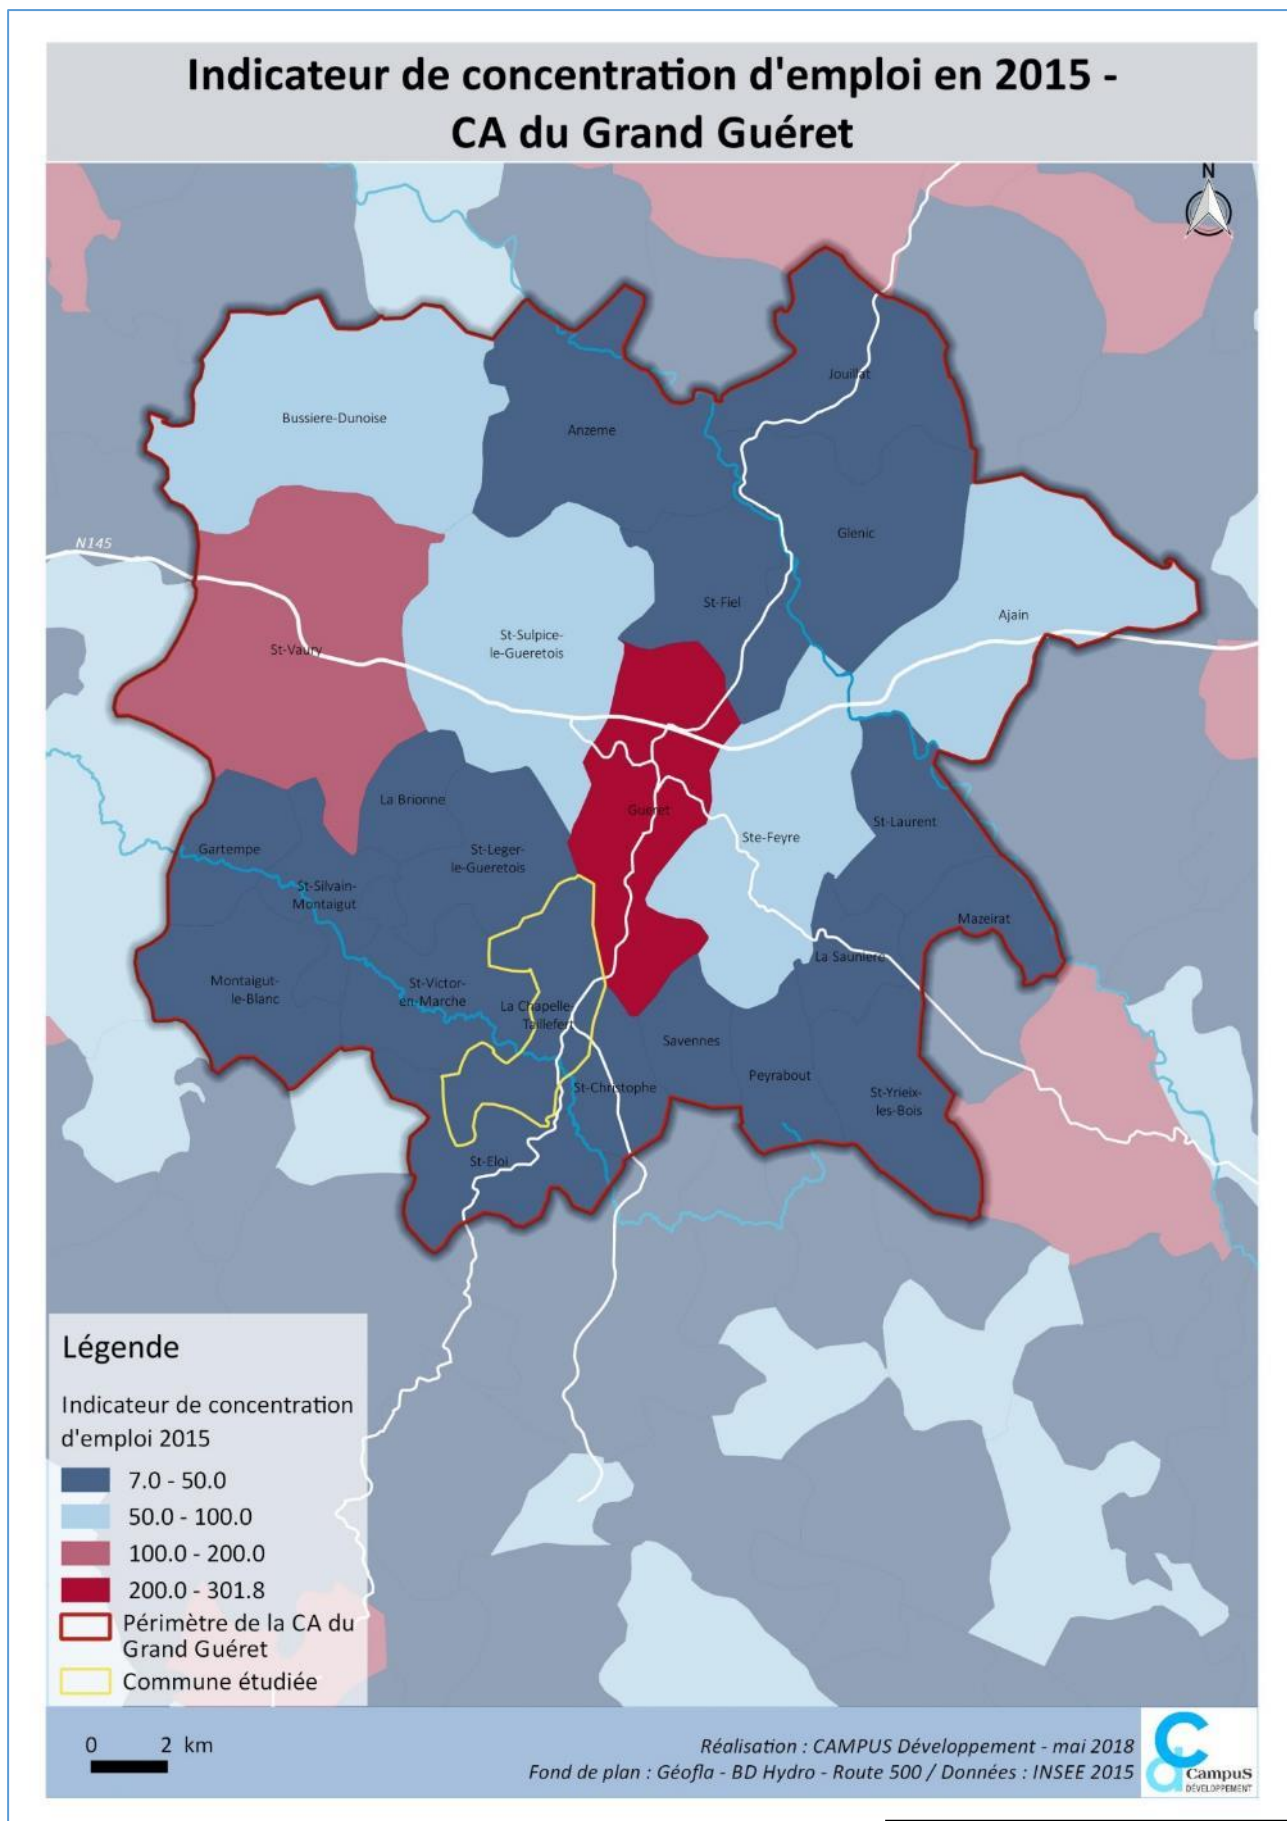 Indicateur de concentration d'emploi en 2015 -
CA du Grand Guéret
N
Jouillat
Bussiere-Dunoise
Anzeme
Glenic
N145
St-Fiel
Ajain
St-Sulpice-
le-Gueretois
St-Vaury
La Brionne
Gueret
St-Laurent
Ste-Feyre
Gartempe
St-Leger-
le-Gueretois
St-Silvain-
Montaigut
Mazeirat
La Sauniere
Montaigut-
le-Blanc
St-Victor-
en-Marche
La Chapelle-
Taillefert
Savennes
Peyrabout
St-Christophe
St-Yrieix-
les-Bois
St-Eloi
Légende
Indicateur de concentration
d'emploi 2015
7.0 - 50.0
50.0 - 100.0
100.0 - 200.0
200.0 - 301.8
Périmètre de la CA du
Grand Guéret
Commune étudiée
0 2 km
Réalisation : CAMPUS Développement - mai 2018
Fond de plan : Géofla - BD Hydro - Route 500 / Données : INSEE 2015
Campus
DÉVELOPPEMENT